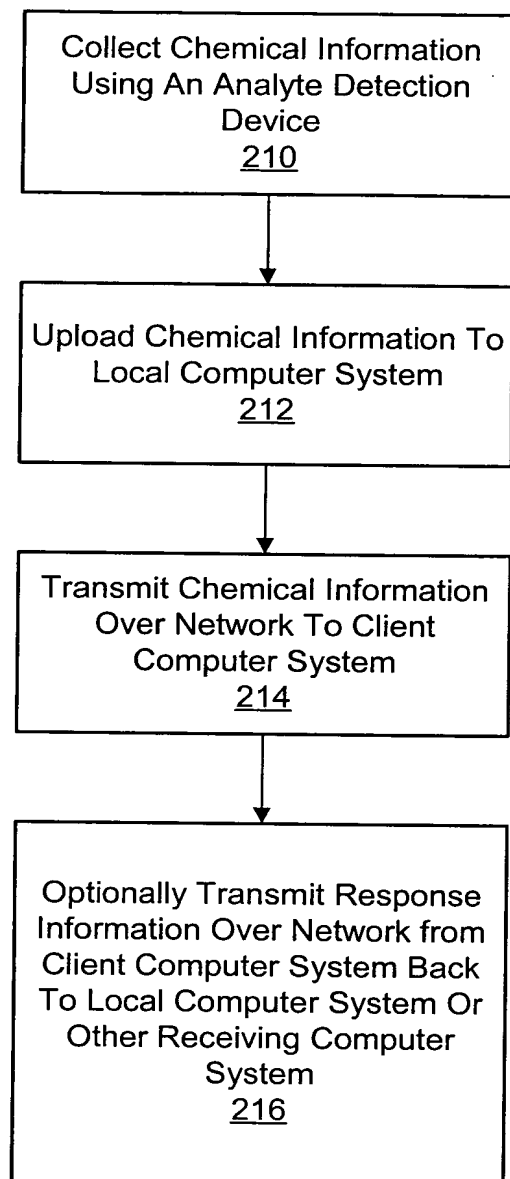 Collect Chemical Information
Using An Analyte Detection
Device
210
Upload Chemical Information To
Local Computer System
212
Transmit Chemical Information
Over Network To Client
Computer System
214
Optionally Transmit Response
Information Over Network from
Client Computer System Back
To Local Computer System Or
Other Receiving Computer
System
216